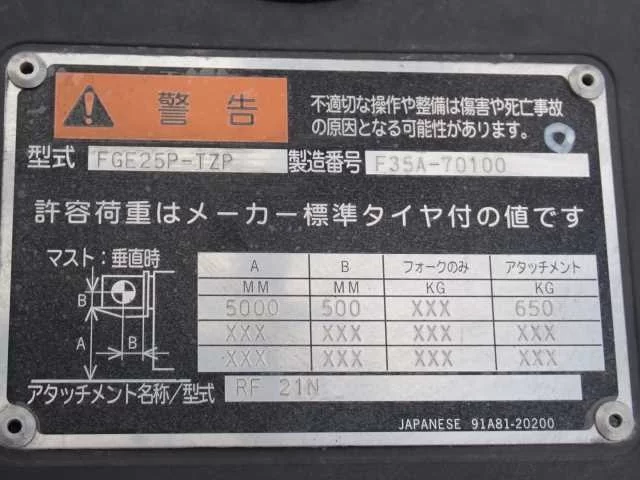 警告
不適切な操作や整備は傷害や死亡事故
の原因となる可能性があります。
型式 FGE25P-TZP 製造番号 F35A-70100
許容荷重はメーカー標準タイヤ付の値です
マスト:垂直時
B
A
B
A B フォークのみ アタッチメント
MM MM KG KG
5000 500 XXX 650
XXX XXX XXX XXX
XXX XXX XXX XXX
アタッチメント名称/型式 RF 21N
JAPANESE 91A81-20200